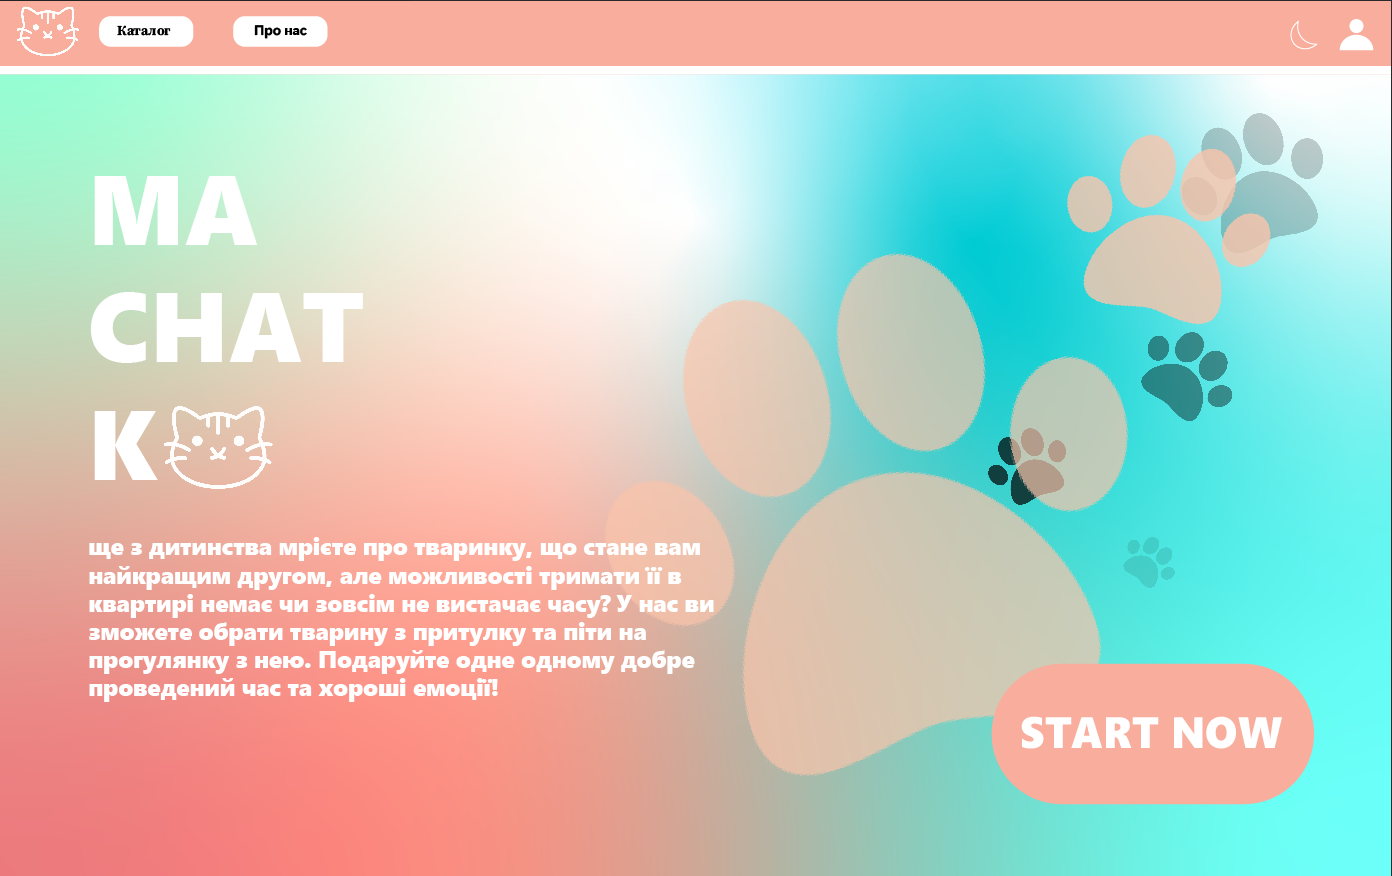 Каталог
Про нас
MA
CHAT
K
ще з дитинства мрієте про тваринку, що стане вам
найкращим другом, але можливості тримати її в
квартирі немає чи зовсім не вистачає часу? У нас ви
зможете обрати тварину з притулку та піти на
прогулянку з нею. Подаруйте одне одному добре
проведений час та хороші емоції!
START NOW